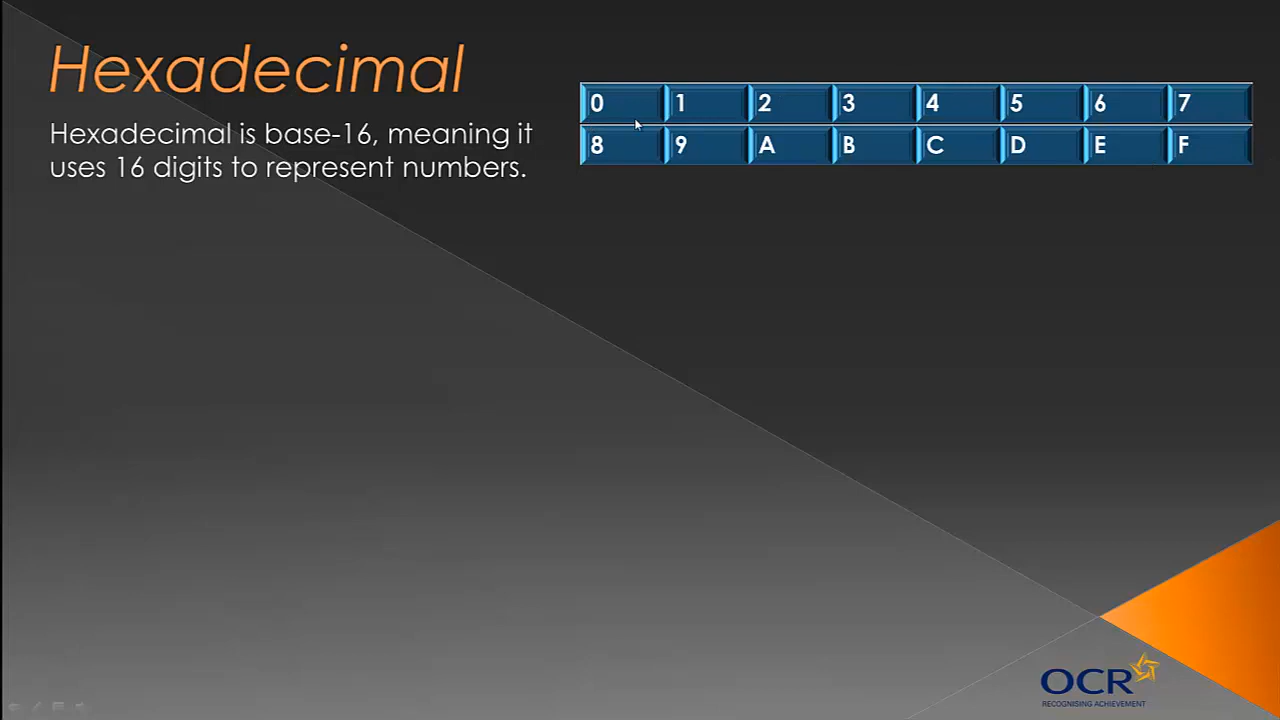 Hexadecimal
Hexadecimal is base-16, meaning it
uses 16 digits to represent numbers.
0 1 2 3 4 5 6 7
8 9 A B C D E F
OCR
RECOGNISING ACHIEVEMENT